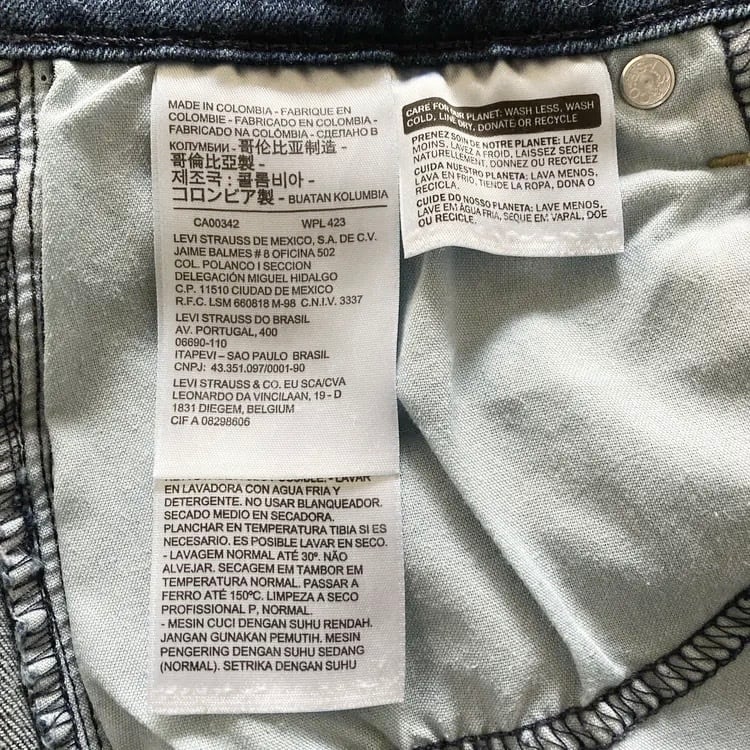 MADE IN COLOMBIA - FABRIQUE EN
COLOMBIE - FABRICADO EN COLOMBIA -
FABRICADO NA COLÔMBIA - СДЕЛАНО В
КОЛУМБИИ - 哥伦比亚制造 -
哥倫比亞製 -
제조국 : 콜롬비아 -
コロンビア製 - BUATAN KOLUMBIA
CA00342 WPL 423
LEVI STRAUSS DE MEXICO, S.A. DE C.V.
JAIME BALMES # 8 OFICINA 502
COL. POLANCO I SECCION
DELEGACIÓN MIGUEL HIDALGO
C.P. 11510 CIUDAD DE MEXICO
R.F.C. LSM 660818 M-98 C.N.I.V. 3337
LEVI STRAUSS DO BRASIL
AV. PORTUGAL, 400
06690-110
ITAPEVI – SAO PAULO BRASIL
CNPJ: 43.351.097/0001-90
LEVI STRAUSS & CO. EU SCA/CVA
LEONARDO DA VINCILAAN, 19 - D
1831 DIEGEM, BELGIUM
CIF A 08298606
POSSIBLE. - LAVAR
EN LAVADORA CON AGUA FRIA Y
DETERGENTE. NO USAR BLANQUEADOR.
SECADO MEDIO EN SECADORA.
PLANCHAR EN TEMPERATURA TIBIA SI ES
NECESARIO. ES POSIBLE LAVAR EN SECO.
- LAVAGEM NORMAL ATÉ 30º. NÃO
ALVEJAR. SECAGEM EM TAMBOR EM
TEMPERATURA NORMAL. PASSAR A
FERRO ATÉ 150ºC. LIMPEZA A SECO
PROFISSIONAL P, NORMAL.
- MESIN CUCI DENGAN SUHU RENDAH.
JANGAN GUNAKAN PEMUTIH. MESIN
PENGERING DENGAN SUHU SEDANG
(NORMAL). SETRIKA DENGAN SUHU
CARE FOR OUR PLANET: WASH LESS, WASH
COLD, LINE DRY, DONATE OR RECYCLE
PRENEZ SOIN DE NOTRE PLANETE: LAVEZ
MOINS, LAVEZ A FROID, LAISSEZ SECHER
NATURELLEMENT, DONNEZ OU RECYCLEZ
CUIDA NUESTRO PLANETA: LAVA MENOS,
LAVA EN FRIO, TIENDE LA ROPA, DONA O
RECICLA.
CUIDE DO NOSSO PLANETA: LAVE MENOS,
LAVE EM ÁGUA FRIA, SEQUE EM VARAL, DOE
OU RECICLE.